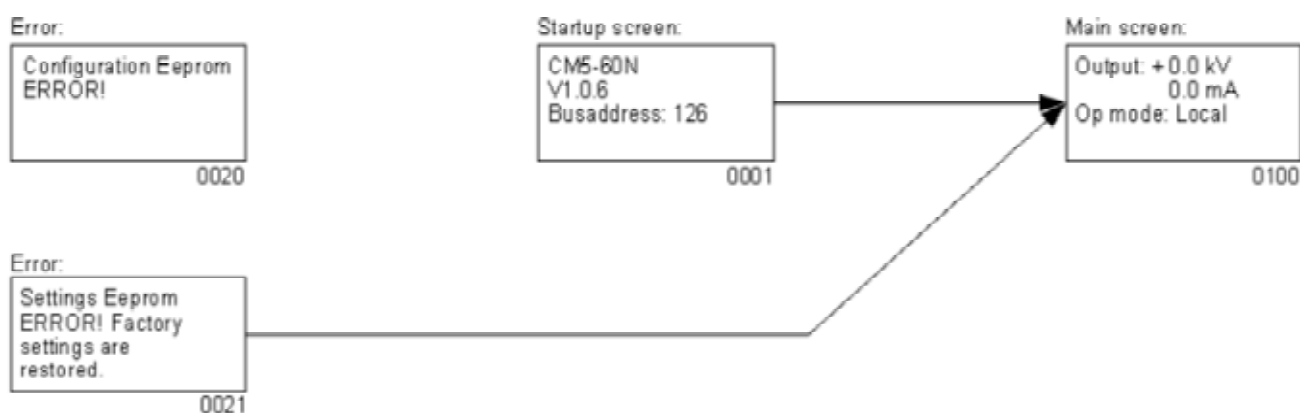 Error:
Configuration Eeprom
ERROR!
0020
Startup screen:
CM5-60N
V1.0.6
Busaddress: 126
0001
Main screen:
Output: +0.0 kV
0.0 mA
Op mode: Local
0100
Error:
Settings Eeprom
ERROR! Factory
settings are
restored.
0021